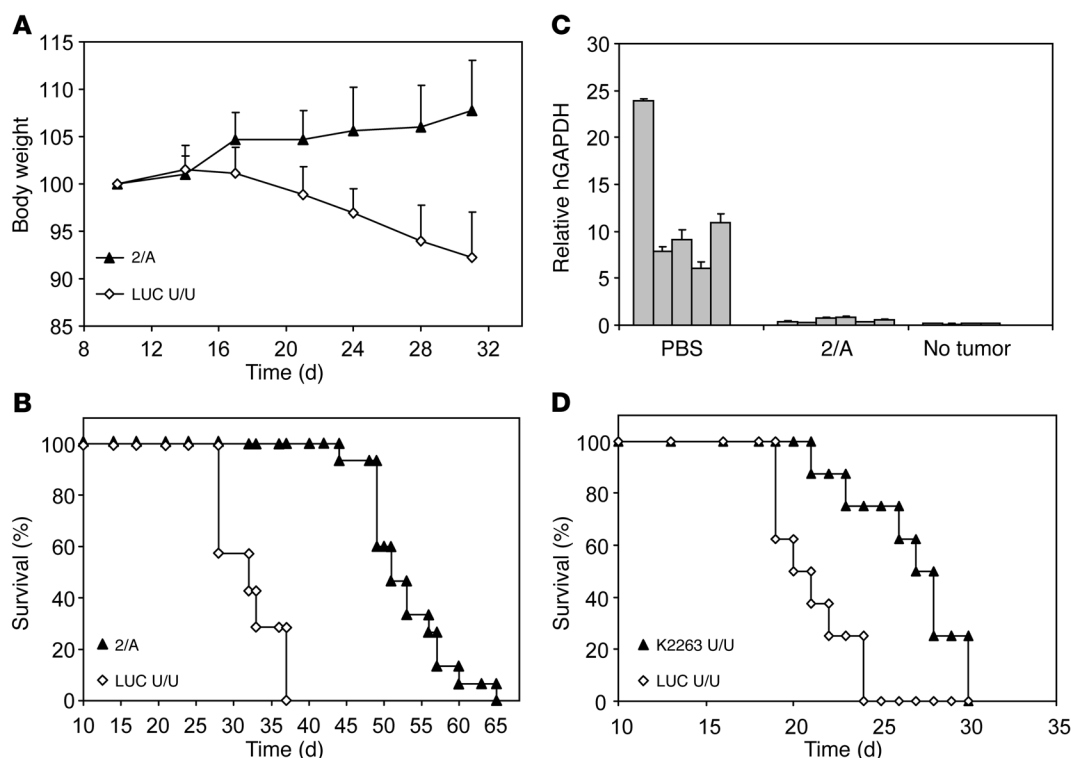 A
115
110
105
100
95
90
85
8 12 16 20 24 28 32
Body weight
Time (d)
2/A
LUC U/U
C
30
25
20
15
10
5
0
Relative hGAPDH
PBS 2/A No tumor
B
100
80
60
40
20
0
10 15 20 25 30 35 40 45 50 55 60 65
Survival (%)
Time (d)
2/A
LUC U/U
D
100
80
60
40
20
0
10 15 20 25 30 35
Survival (%)
Time (d)
K2263 U/U
LUC U/U